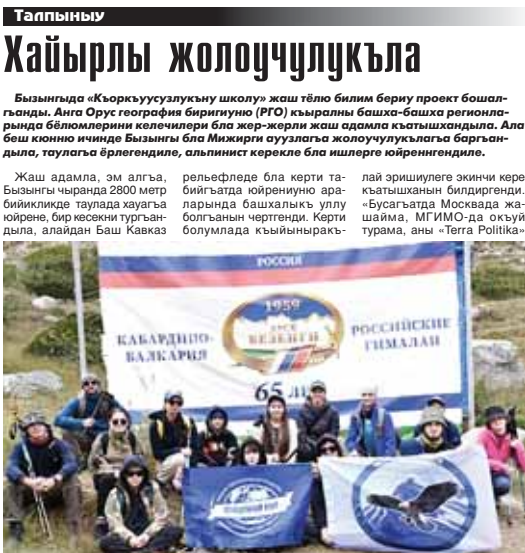 Талпыныу
Хайырлы жолоучулукъла
Бызынгыда «Къоркъуусузлукъну школу» жаш тёлю билим бериу проект бошал-
гъанды. Анга Орус география биригиуню (РГО) къыралны башха-башха регионла-
рында бёлюмлерини келечилери бла жер-жерли жаш адамла къатышхандыла. Ала
беш кюнню ичинде Бызынгы бла Мижирги ауузлагъа жолоучулукълагъа баргъан-
дыла, таулагъа ёрлегендиле, альпинист керекле бла ишлерге юйреннгендиле.
Жаш адамла, эм алгъа,
Бызынгы чыранда 2800 метр
бийикликде таулада хауагъа
юйрене, бир кесекни тургъан-
дыла, алайдан Баш Кавказ
рельефледе бла керти та-
бийгъатда юйрениуню ара-
ларында башхалыкъ уллу
болгъанын чертгенди. Керти
болумлада къыйыныракъ-
лай эришиулеге экинчи кере
къатышханын билдиргенди.
«Бусагъатда Москвада жа-
шайма, МГИМО-да окъуй
турама, аны «Terra Politika»
РОССИЯ
1959
КАБАРДИНО-
БАЛКАРИЯ
БЕЗЕНГИ
РОССИЙСКИЕ
ГИМАЛАИ
65 ЛЕТ